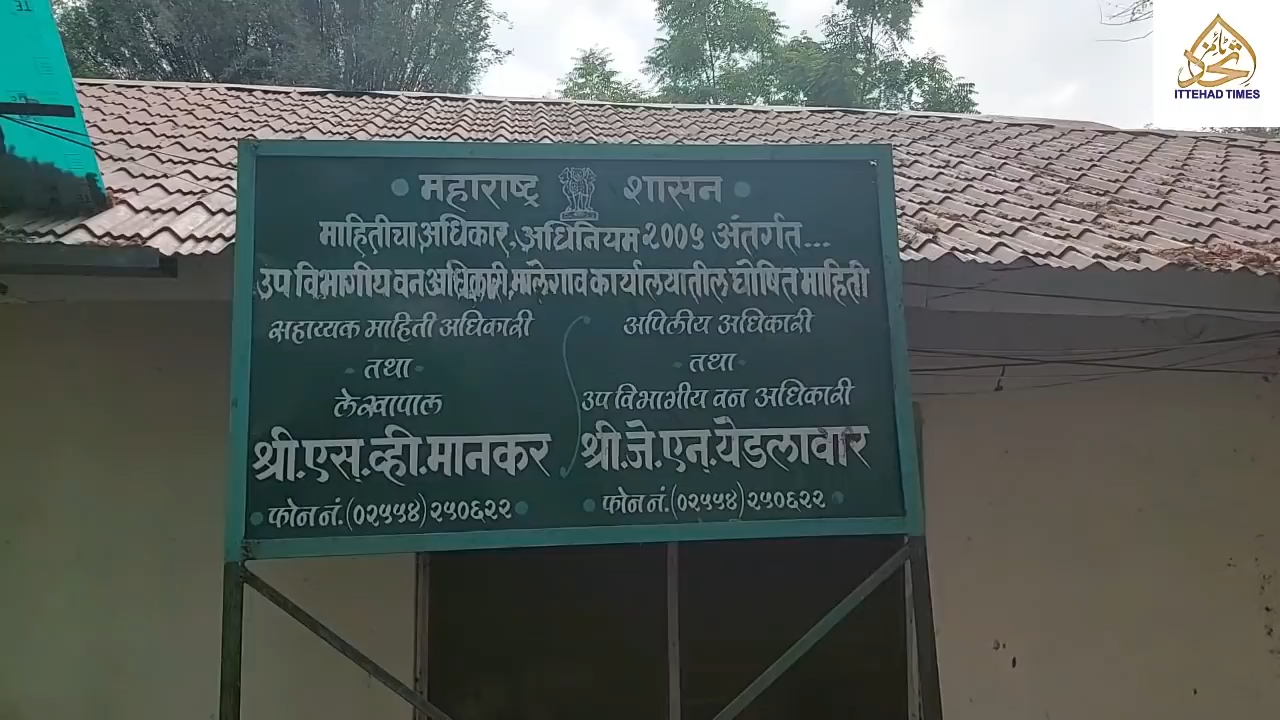 महाराष्ट्र शासन
माहितीचा अधिकार, अधिनियम २००५ अंतर्गत...
उप विभागीय वन अधिकारी, मालेगाव कार्यालयातील घोषित माहिती
सहाय्यक माहिती अधिकारी
तथा
लेखापाल
श्री.एस.व्ही.मानकर
फोन नं.(०२५५४)२५०६२२
अपिलीय अधिकारी
तथा
उप विभागीय वन अधिकारी
श्री.जे.एन.येडलावार
फोन नं.(०२५५४)२५०६२२
ITTEHAD TIMES